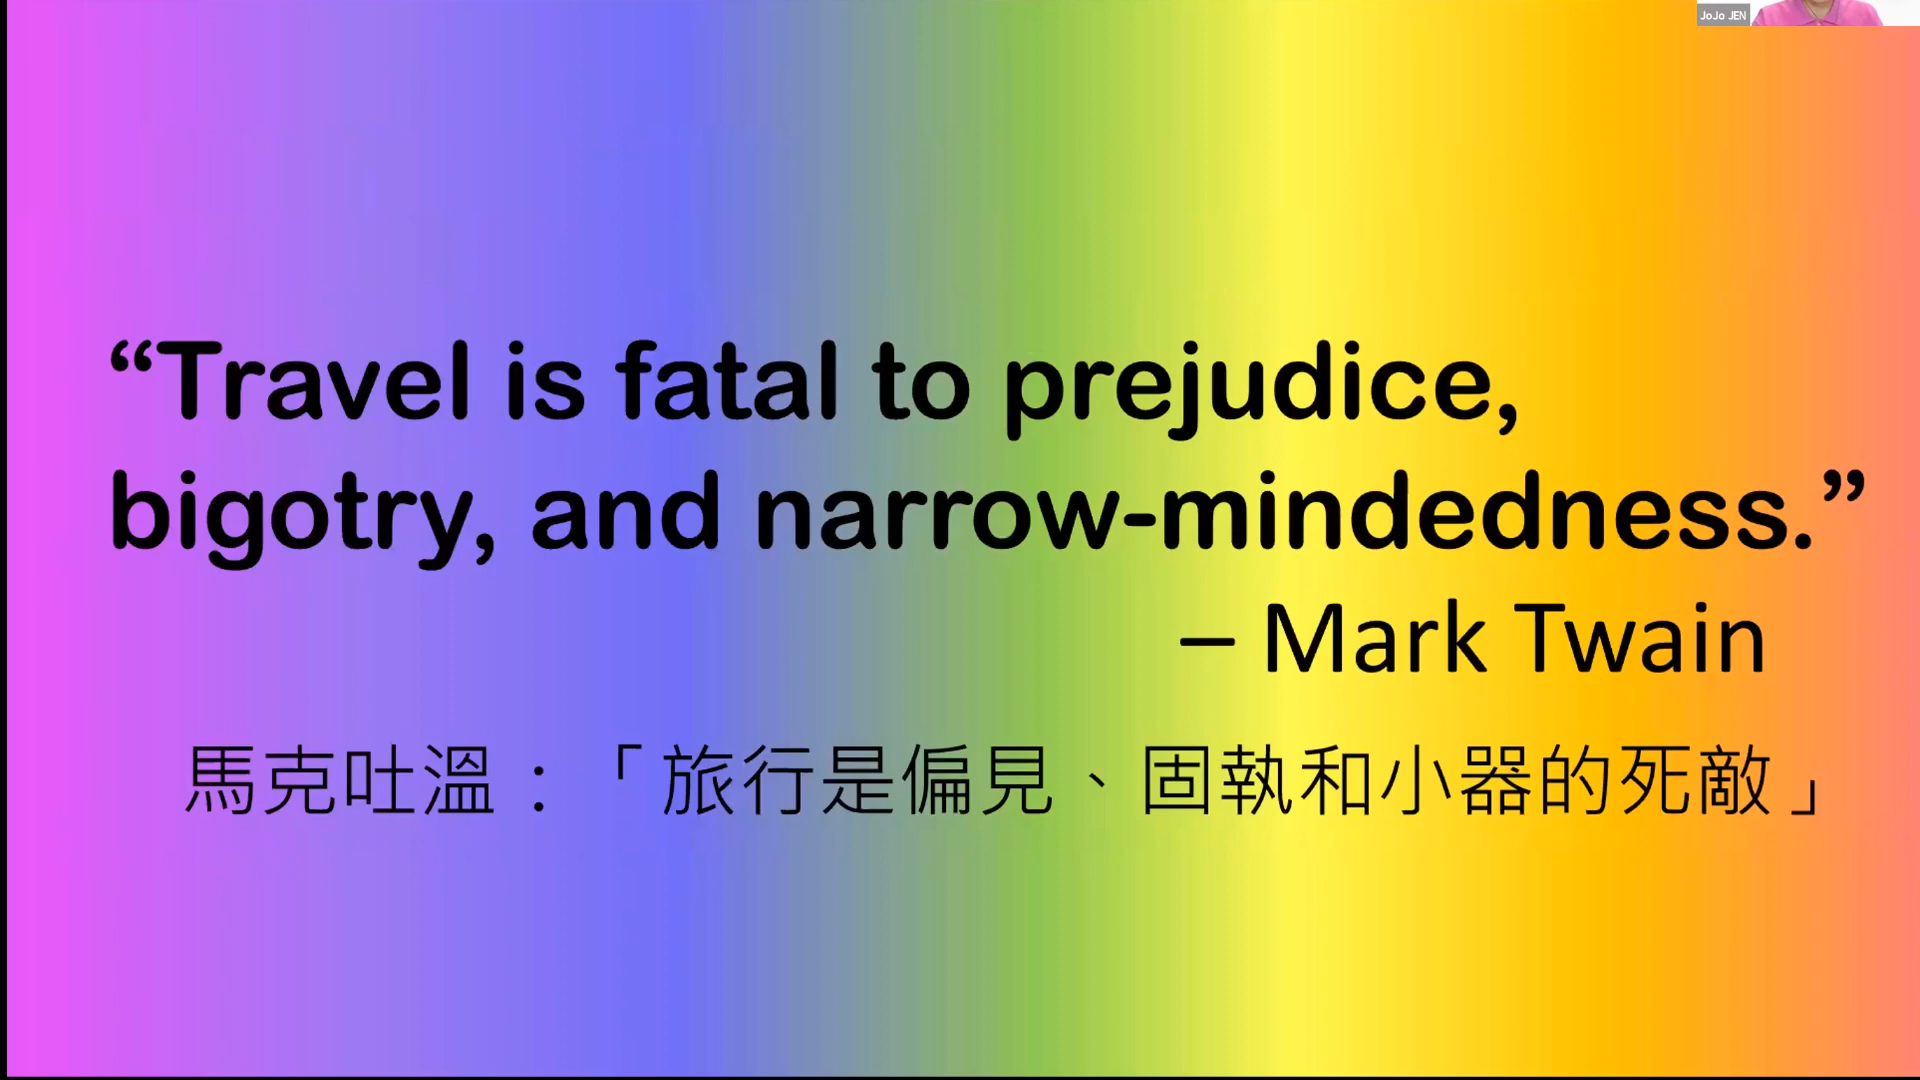 JoJo JEN
“Travel is fatal to prejudice,
bigotry, and narrow-mindedness.”
– Mark Twain
馬克吐溫：「旅行是偏見、固執和小器的死敵」